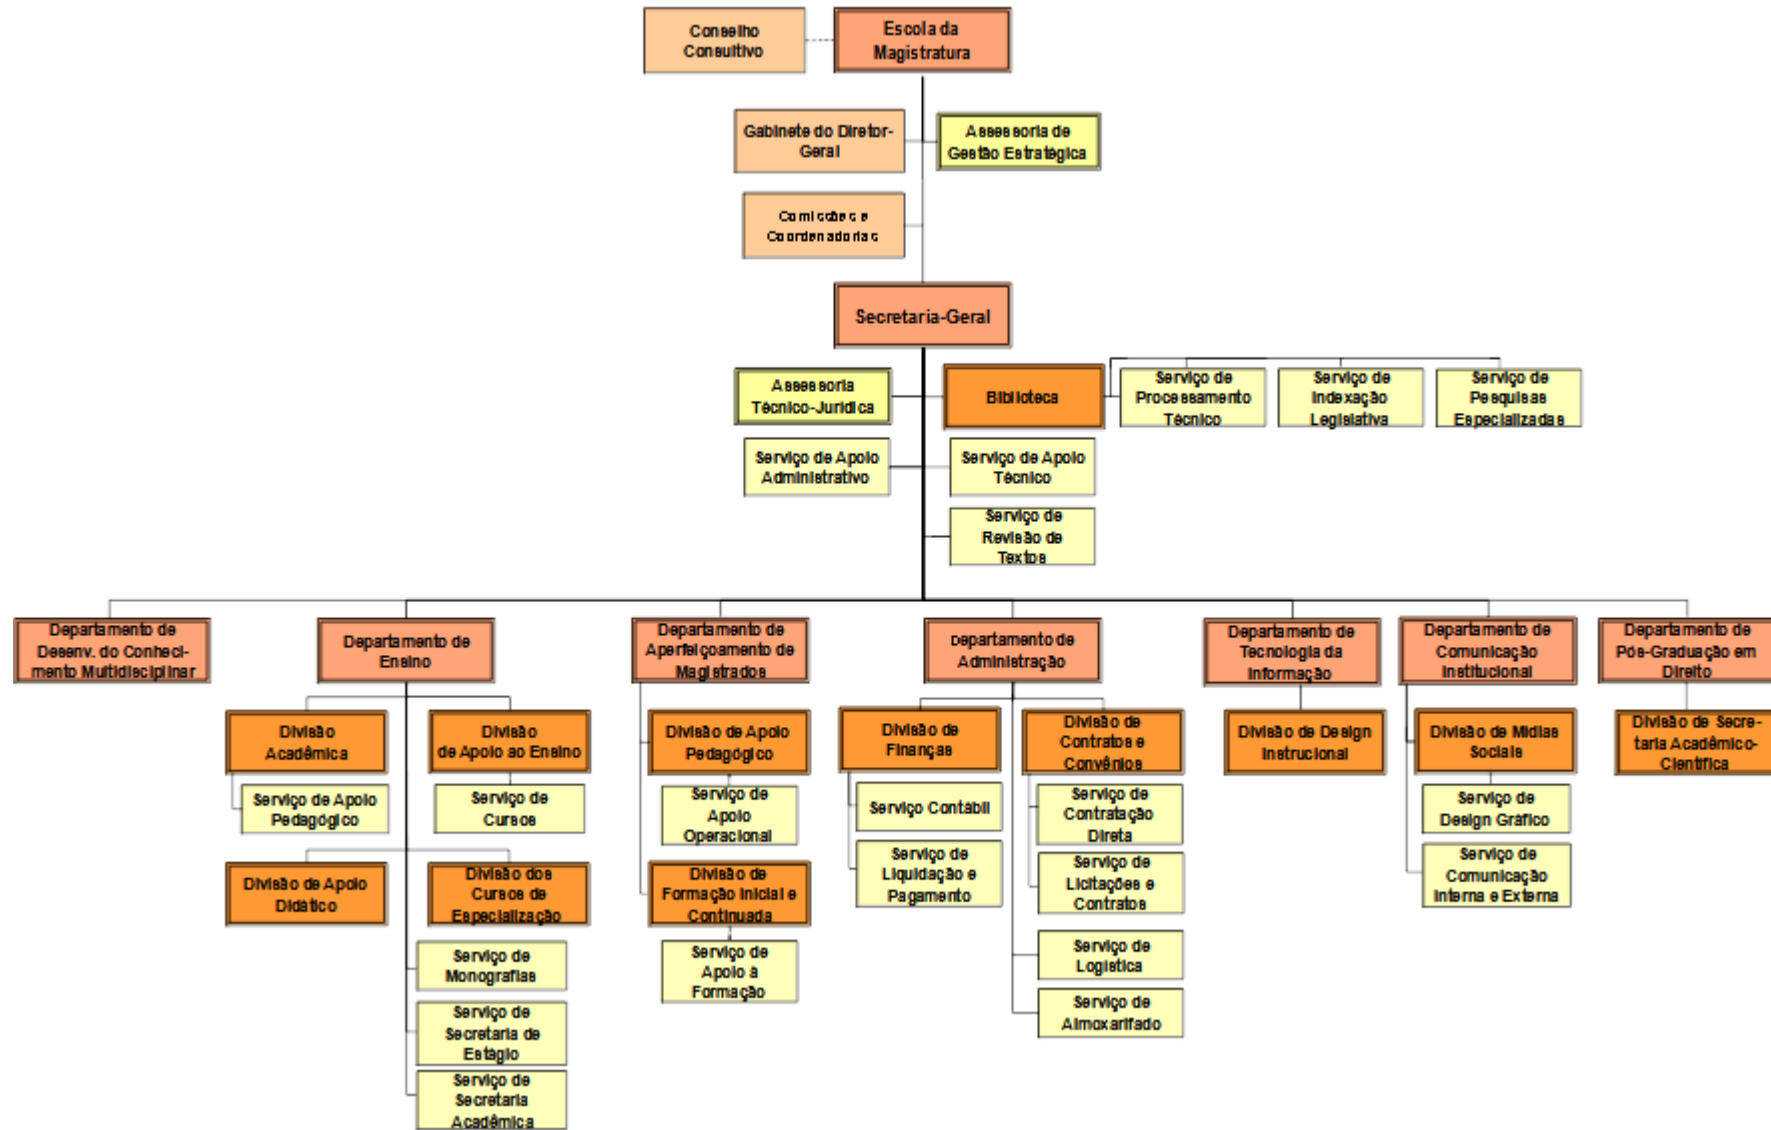 Conselho
Consultivo
Escola da
Magistratura
Gabinete do Diretor-
Geral
Assessoria de
Gestão Estratégica
Comissões e
Coordenadorias
Secretaria-Geral
Assessoria
Técnico-Jurídica
Biblioteca
Serviço de
Processamento
Técnico
Serviço de
Indexação
Legislativa
Serviço de
Pesquisas
Especializadas
Serviço de Apoio
Administrativo
Serviço de Apoio
Técnico
Serviço de
Revisão de
Textos
Departamento de
Desenv. do Conheci-
mento Multidisciplinar
Departamento de
Ensino
Departamento de
Aperfeiçoamento de
Magistrados
Departamento de
Administração
Departamento de
Tecnologia da
Informação
Departamento de
Comunicação
Institucional
Departamento de
Pós-Graduação em
Direito
Divisão
Acadêmica
Divisão
de Apoio ao Ensino
Divisão de Apoio
Pedagógico
Divisão de
Finanças
Divisão de
Contratos e
Convênios
Divisão de Design
Instrucional
Divisão de Mídias
Sociais
Divisão de Secre-
taria Acadêmico-
Científica
Serviço de Apoio
Pedagógico
Serviço de
Cursos
Serviço de
Apoio
Operacional
Serviço Contábil
Serviço de
Contratação
Direta
Serviço de
Design Gráfico
Divisão de Apoio
Didático
Divisão dos
Cursos de
Especialização
Divisão de
Formação Inicial e
Continuada
Serviço de
Liquidação e
Pagamento
Serviço de
Licitações e
Contratos
Serviço de
Comunicação
Interna e Externa
Serviço de
Monografias
Serviço de
Apoio à
Formação
Serviço de
Logística
Serviço de
Secretaria de
Estágio
Serviço de
Almoxarifado
Serviço de
Secretaria
Acadêmica